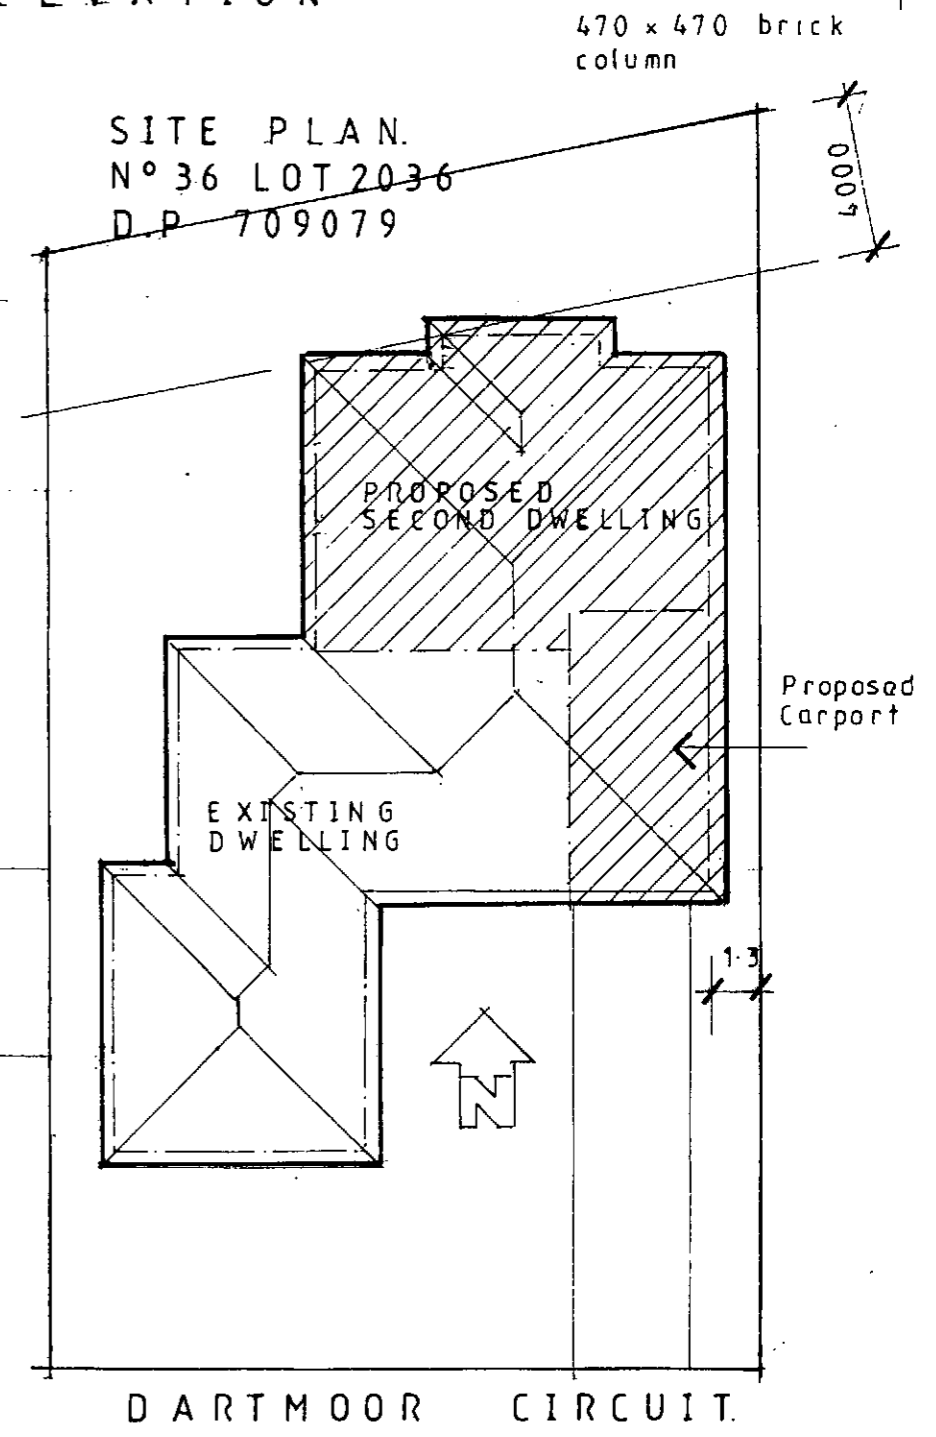 470 × 470 brick
column
SITE PLAN.
Nº 36 LOT 2036
D.P 709079
4000
PROPOSED
SECOND DWELLING
Proposed
Carport
EXISTING
DWELLING
1·3
N
DARTMOOR CIRCUIT.